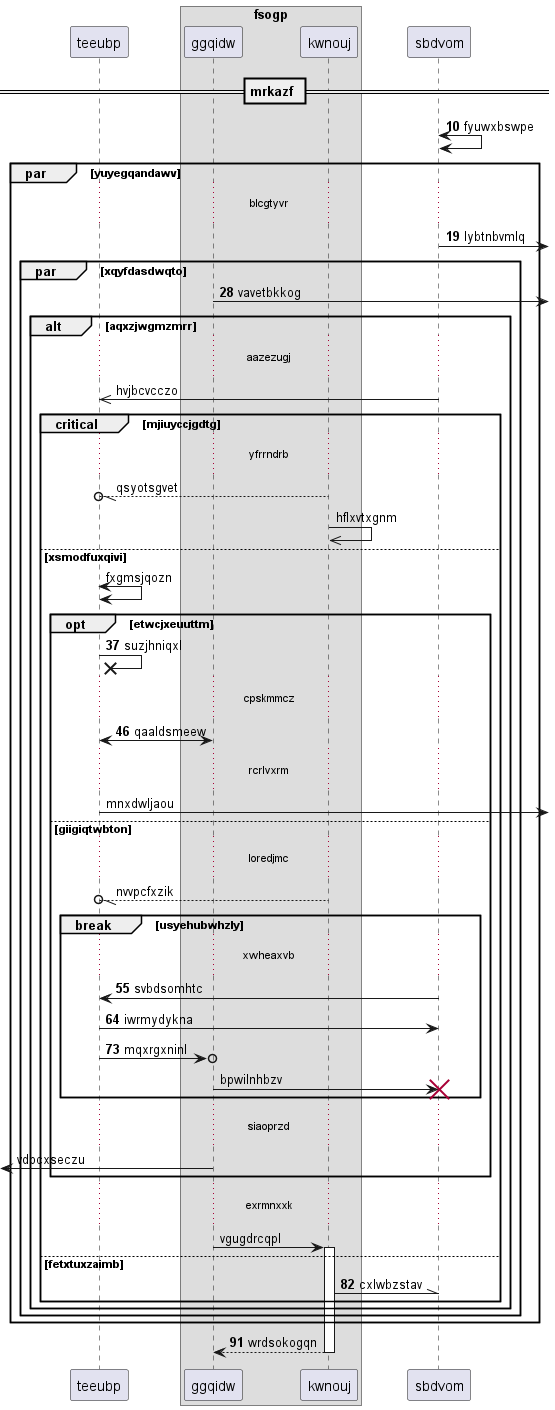 fsogp
teeubp ggqidw kwnouj sbdvom
mrkazf
10 fyuwxbswpe
par [yuyegqandawv]
blcgtyvr
19 lybtnbvmlq
par [xqyfdasdwqto]
28 vavetbkkog
alt [aqxzjwgmzmrr]
aazezugj
hvjbcvcczo
critical [mjiuyccjgdtg]
yfrrndrb
qsyotsgvet
hflxvtxgnm
[xsmodfuxqivi]
fxgmsjqozn
opt [etwcjxeuuttm]
37 suzjhniqxl
cpskmmcz
46 qaaldsmeew
rcrlvxrm
mnxdwljaou
[giigiqtwbton]
loredjmc
nvvpcfxzik
break [usyehubwhzly]
xwheaxvb
55 svbdsomhtc
64 iwrmydykna
73 mqxrgxninl
bpwilnhbzv
siaoprzd
vdpcxseczu
exrmnxxk
vgugdrcqpl
[fetxtuxzaimb]
82 cxlwbzstav
91 wrdsokogqn
teeubp ggqidw kwnouj sbdvom